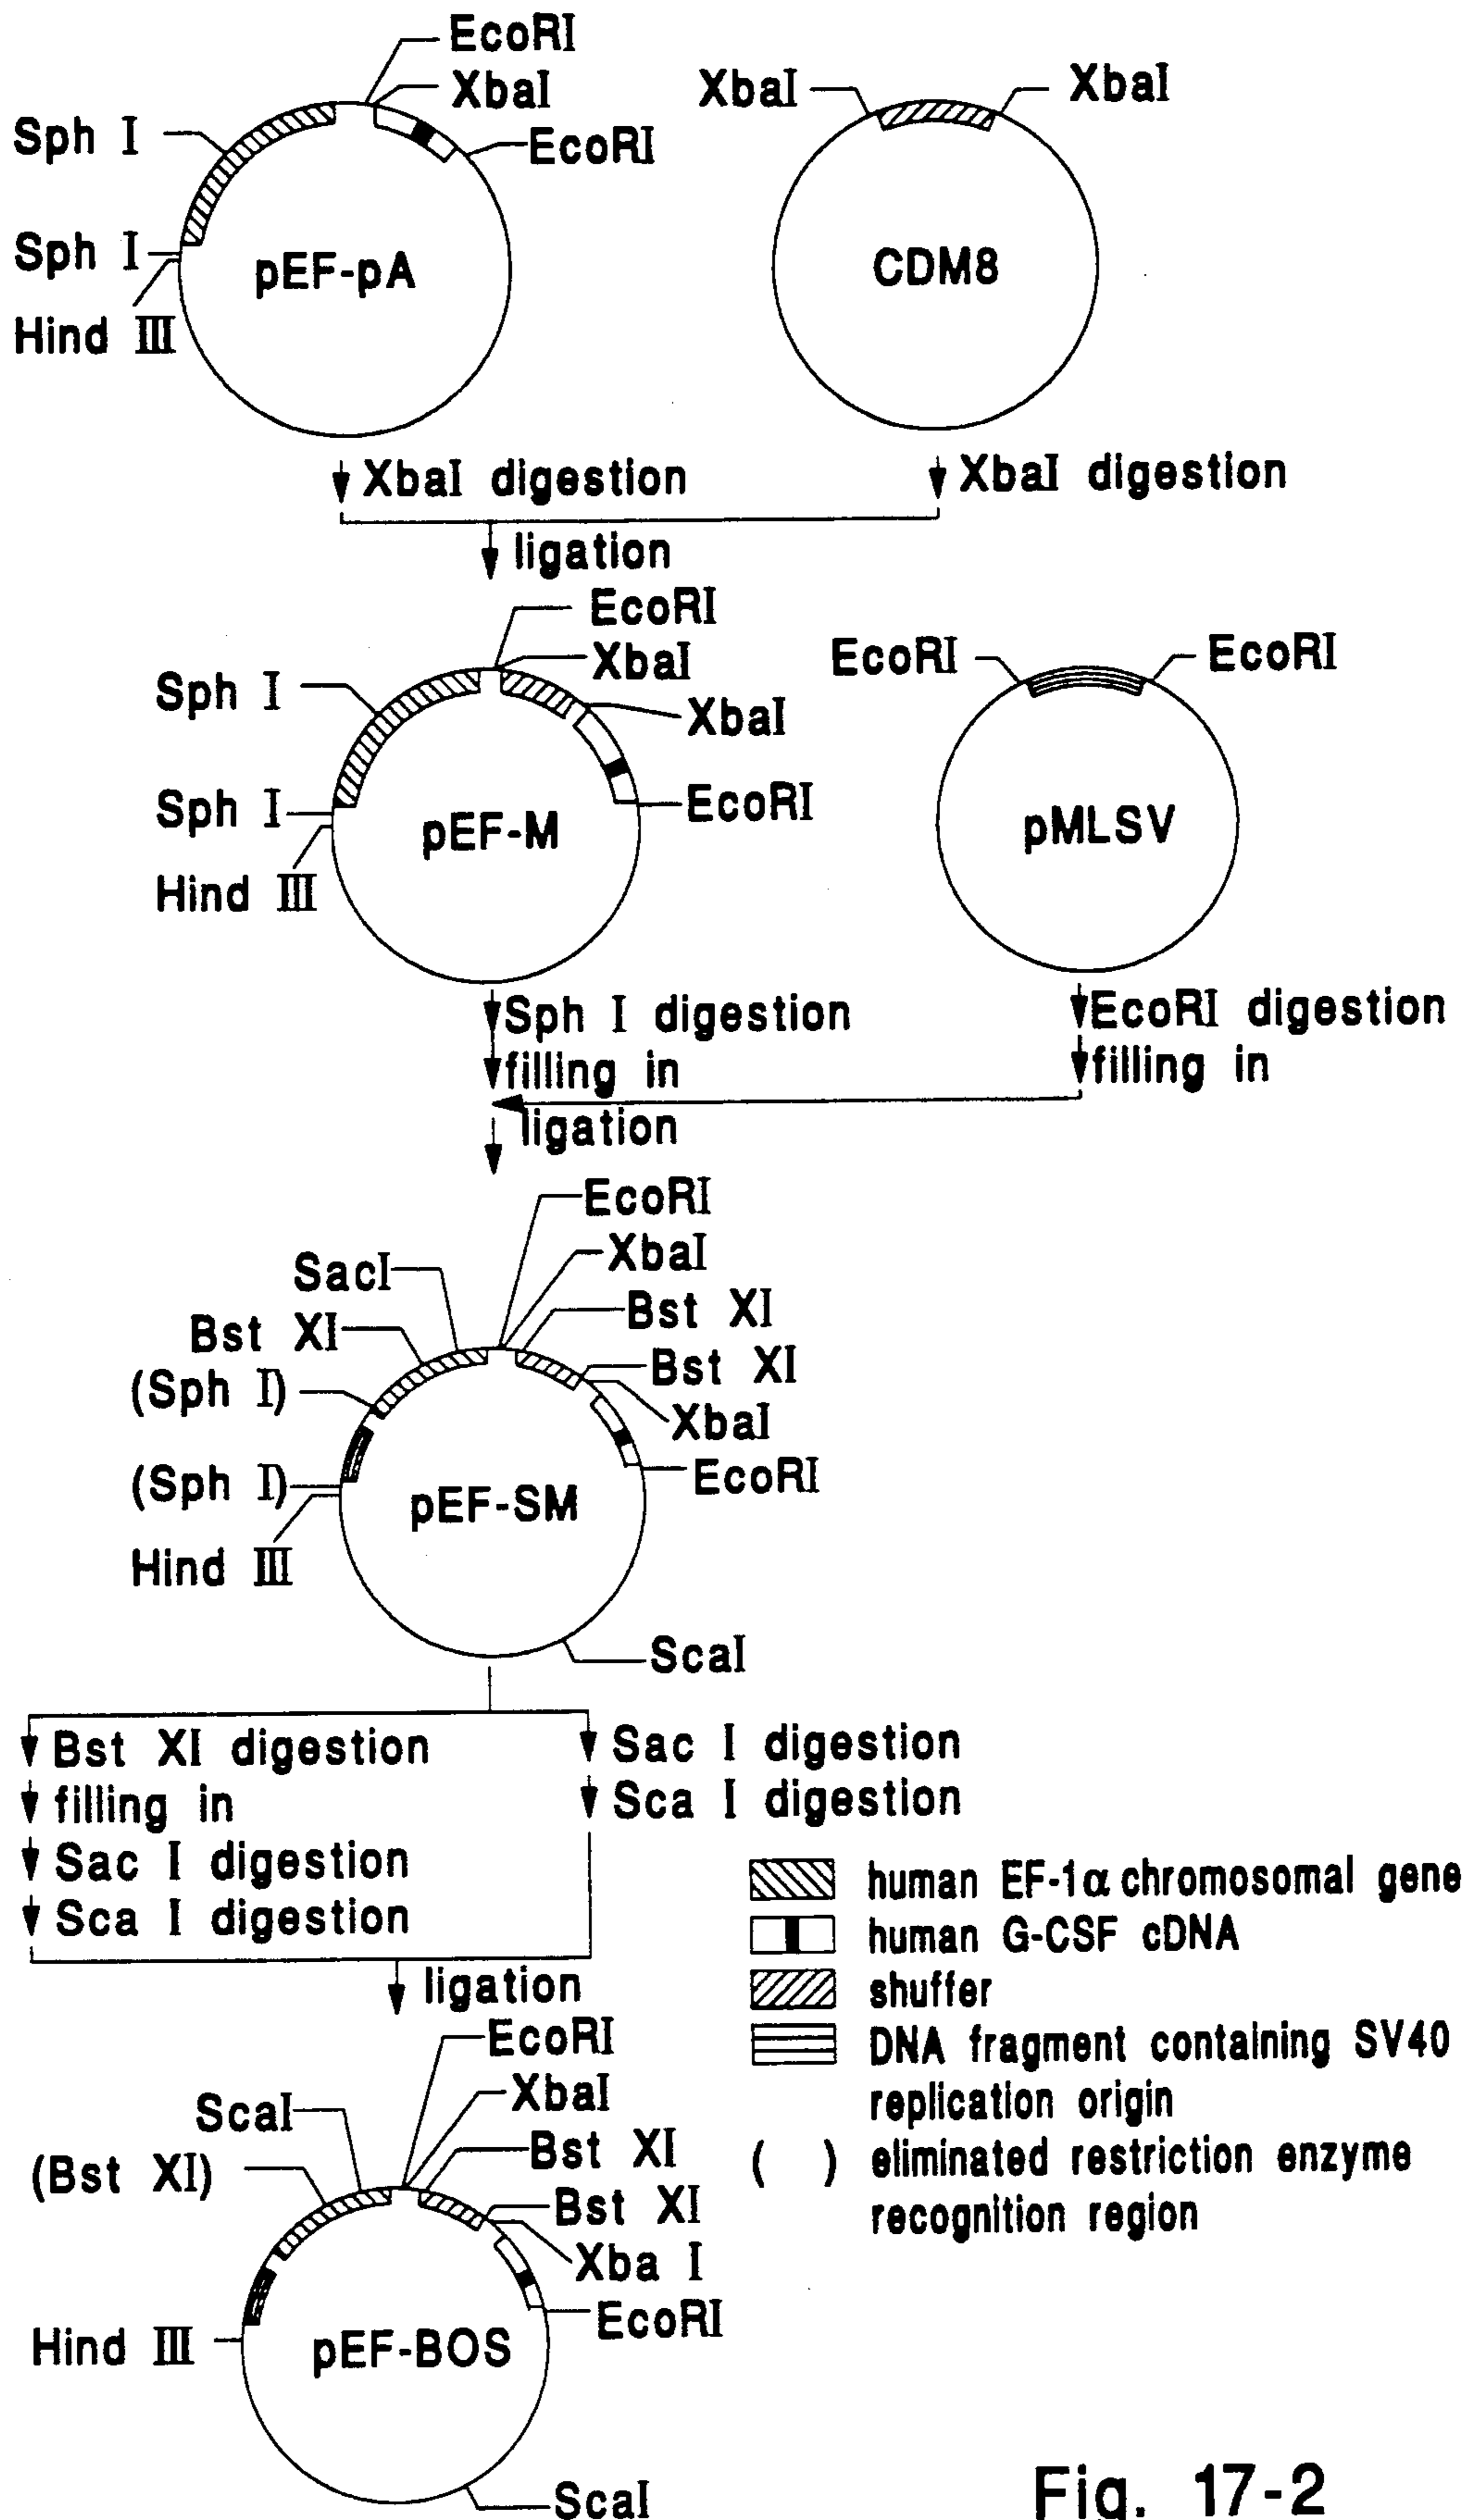 EcoRI
XbaI
EcoRI
Sph I
Sph I
Hind III
pEF-pA
XbaI
XbaI
CDM8
XbaI digestion
XbaI digestion
ligation
EcoRI
XbaI
XbaI
EcoRI
Sph I
Sph I
Hind III
pEF-M
EcoRI
EcoRI
pMLSV
Sph I digestion
filling in
EcoRI digestion
filling in
ligation
EcoRI
XbaI
SacI
Bst XI
Bst XI
Bst XI
(Sph I)
XbaI
(Sph I)
EcoRI
pEF-SM
Hind III
ScaI
Bst XI digestion
filling in
Sac I digestion
Sca I digestion
Sac I digestion
Sca I digestion
ligation
human EF-1α chromosomal gene
human G-CSF cDNA
shuffer
DNA fragment containing SV40
replication origin
( ) eliminated restriction enzyme
recognition region
EcoRI
XbaI
ScaI
Bst XI
(Bst XI)
Bst XI
Xba I
EcoRI
Hind III
pEF-BOS
ScaI
Fig. 17-2